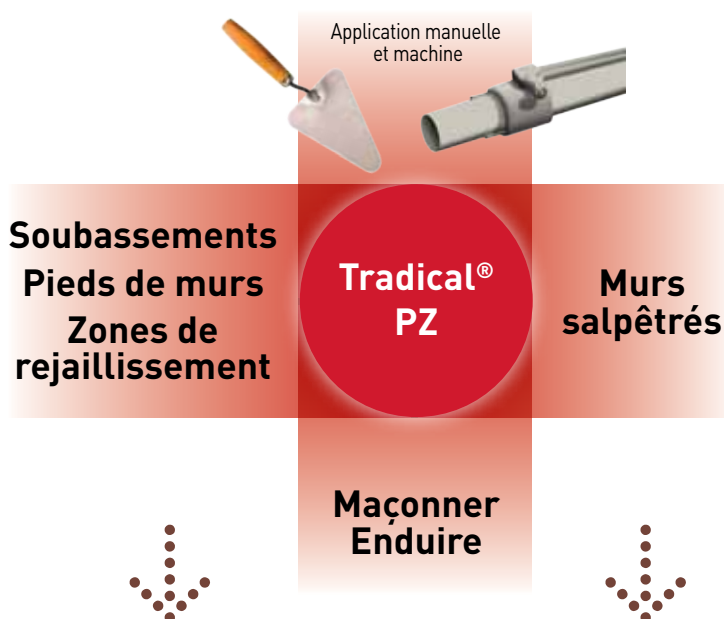 Application manuelle
et machine
Soubassements
Pieds de murs
Zones de
rejaillissement
Tradical®
PZ
Murs
salpêtrés
Maçonner
Enduire